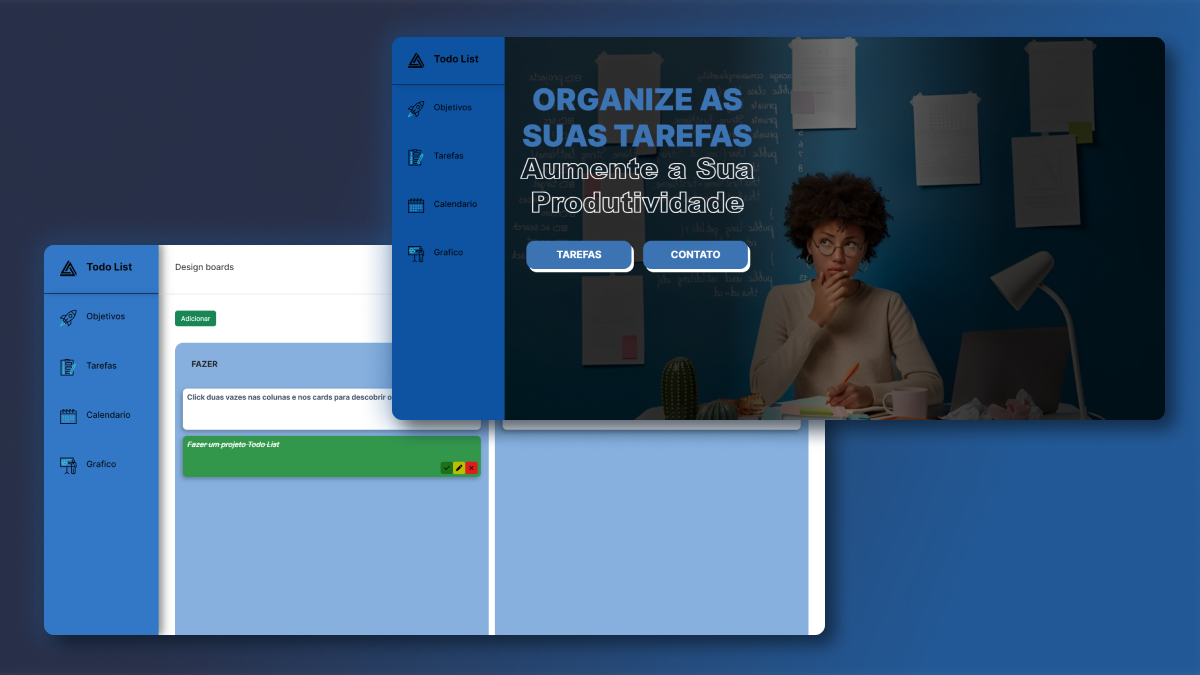 Todo List
Objetivos
Tarefas
Calendario
Grafico
ORGANIZE AS
SUAS TAREFAS
Aumente a Sua
Produtividade
TAREFAS
CONTATO
Todo List
Objetivos
Tarefas
Calendario
Grafico
Design boards
Adicionar
FAZER
Click duas vazes nas colunas e nos cards para descobrir o
Fazer um projeto Todo List